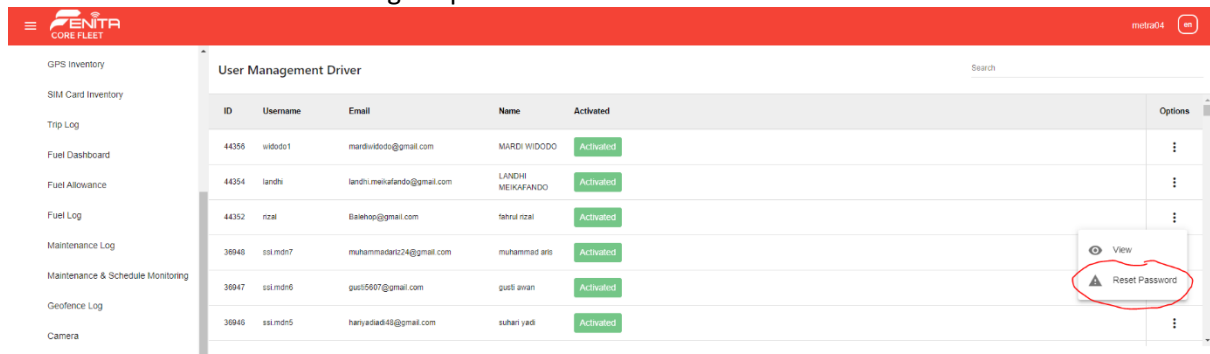 FENITA
CORE FLEET
metra04
en
GPS Inventory
SIM Card Inventory
Trip Log
Fuel Dashboard
Fuel Allowance
Fuel Log
Maintenance Log
Maintenance & Schedule Monitoring
Geofence Log
Camera
User Management Driver
Search
ID Username Email Name Activated Options
44356 widodo1 mardiwidodo@gmail.com MARDI WIDODO Activated
44354 landhi landhi.meikafando@gmail.com LANDHI MEIKAFANDO Activated
44352 rizal Balehop@gmail.com fahrul rizal Activated
36948 ssi.mdn7 muhammadariz24@gmail.com muhammad aris Activated
36947 ssi.mdn6 gusti5607@gmail.com gusti awan Activated
36946 ssi.mdn5 hariyadiadi48@gmail.com suhari yadi Activated
View
Reset Password